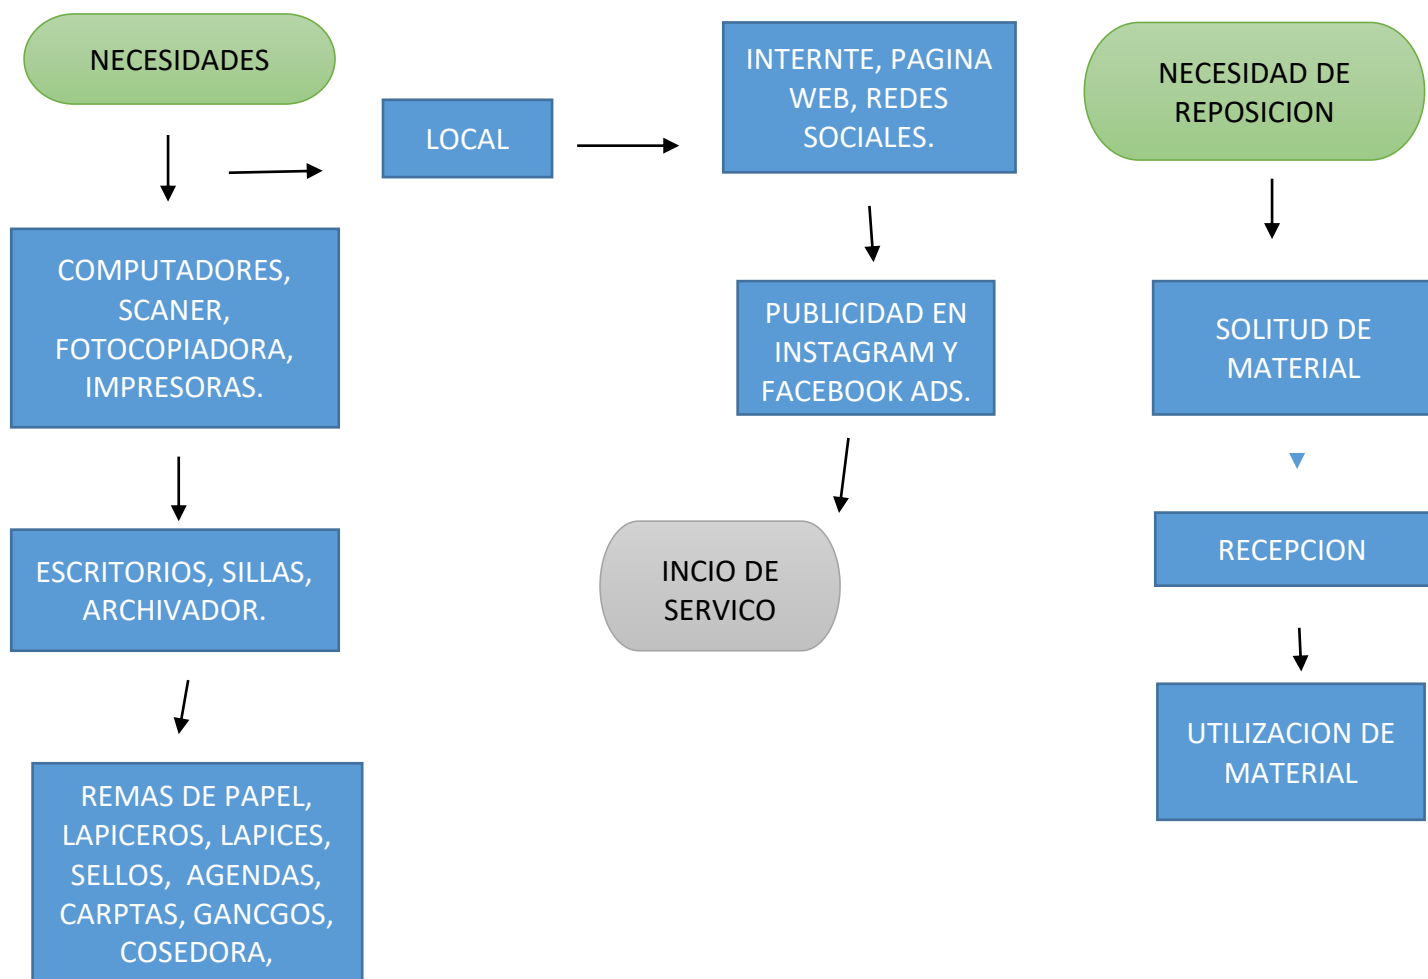 NECESIDADES
COMPUTADORES,
SCANER,
FOTOCOPIADORA,
IMPRESORAS.
ESCRITORIOS, SILLAS,
ARCHIVADOR.
REMAS DE PAPEL,
LAPICEROS, LAPICES,
SELLOS,  AGENDAS,
CARPTAS, GANCGOS,
COSEDORA,
LOCAL
INTERNTE, PAGINA
WEB, REDES
SOCIALES.
PUBLICIDAD EN
INSTAGRAM Y
FACEBOOK ADS.
INCIO DE
SERVICO
NECESIDAD DE
REPOSICION
SOLITUD DE
MATERIAL
RECEPCION
UTILIZACION DE
MATERIAL